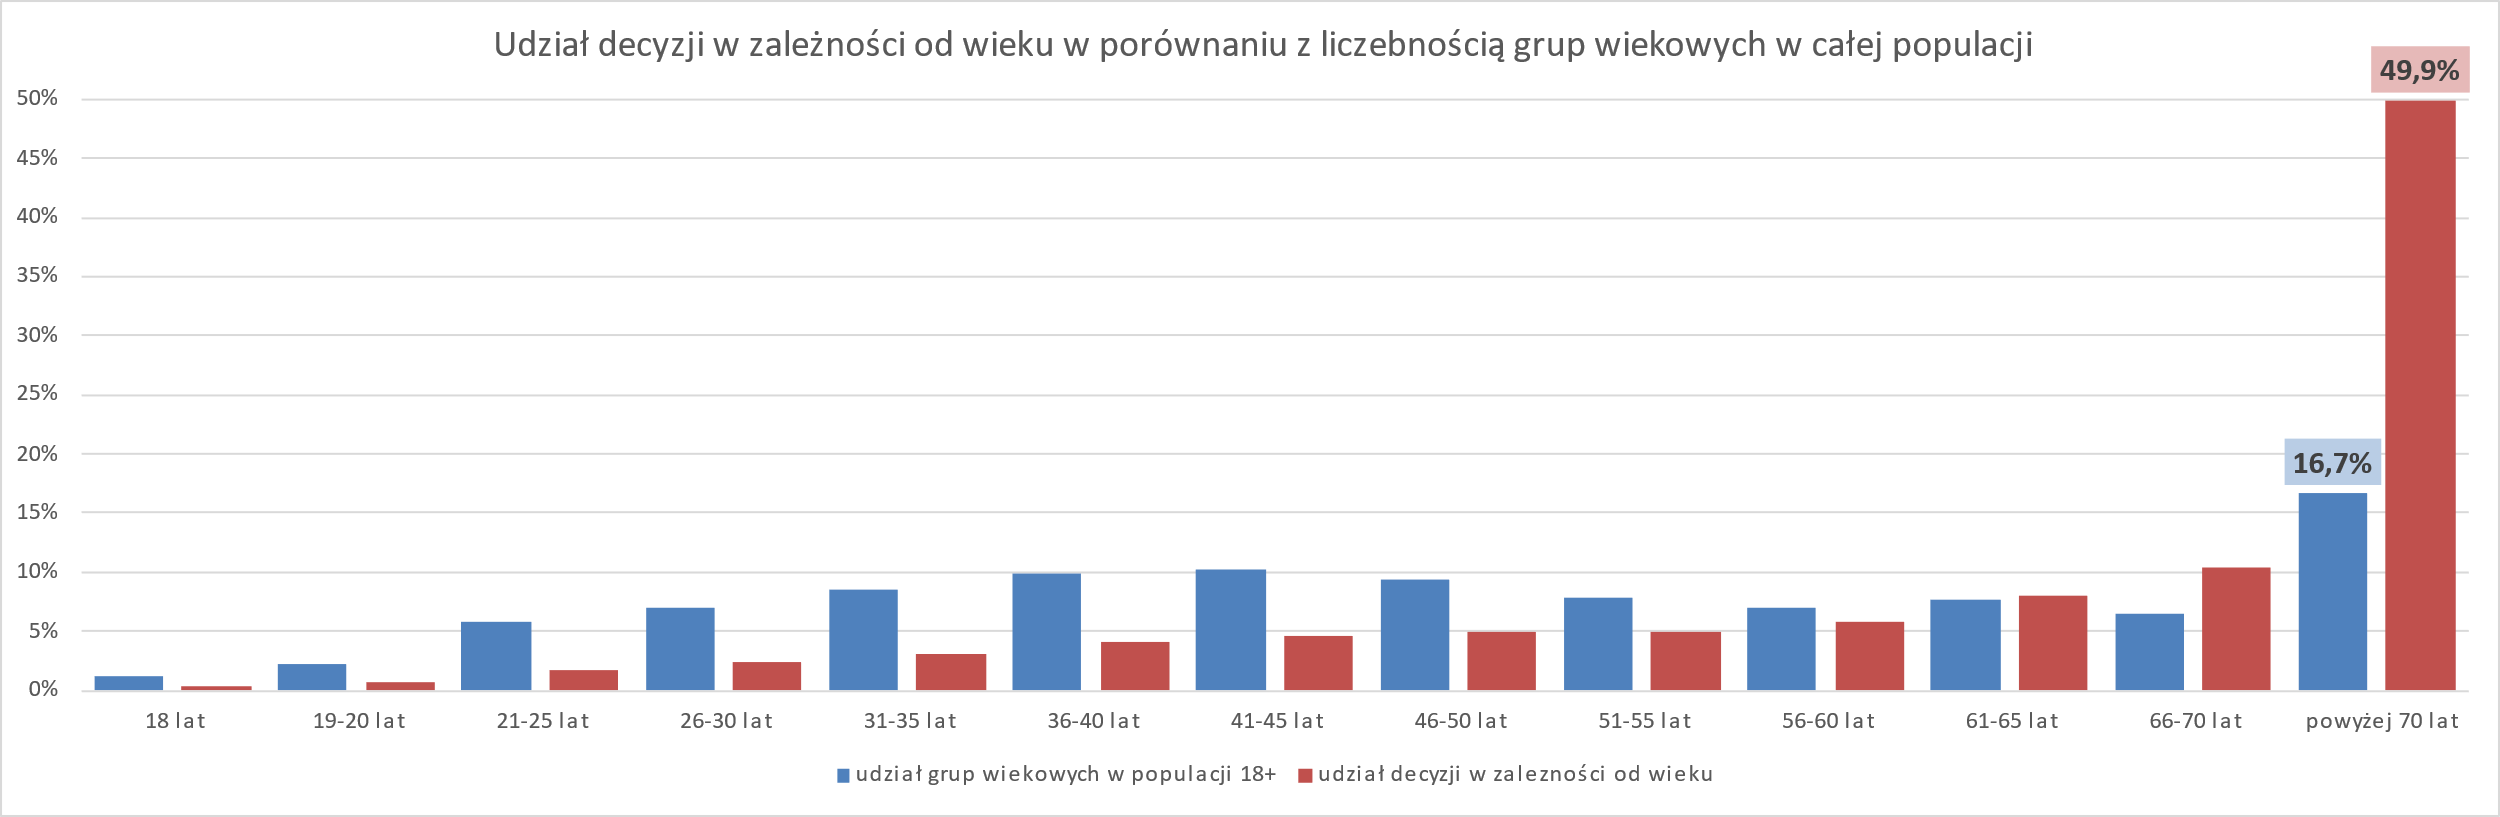 Udział decyzji w zależności od wieku w porównaniu z liczebnością grup wiekowych w całej populacji
49,9%
50%
45%
40%
35%
30%
25%
20%
16,7%
15%
10%
5%
0%
18 lat
19-20 lat
21-25 lat
26-30 lat
31-35 lat
36-40 lat
41-45 lat
46-50 lat
51-55 lat
56-60 lat
61-65 lat
66-70 lat
powyżej 70 lat
udział grup wiekowych w populacji 18+
udział decyzji w zalezności od wieku